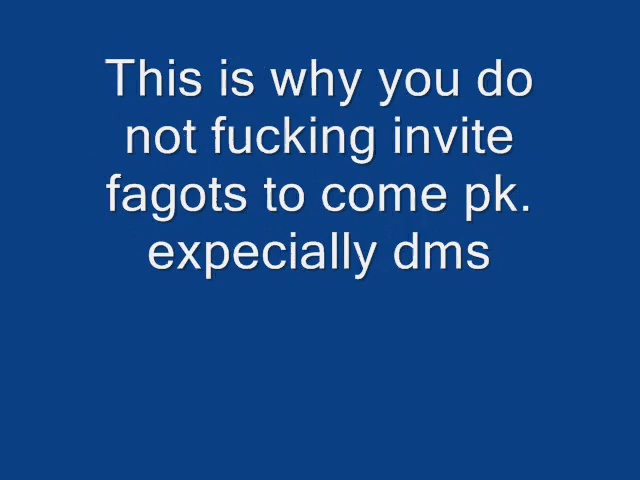 This is why you do
not fucking invite
fagots to come pk.
expecially dms